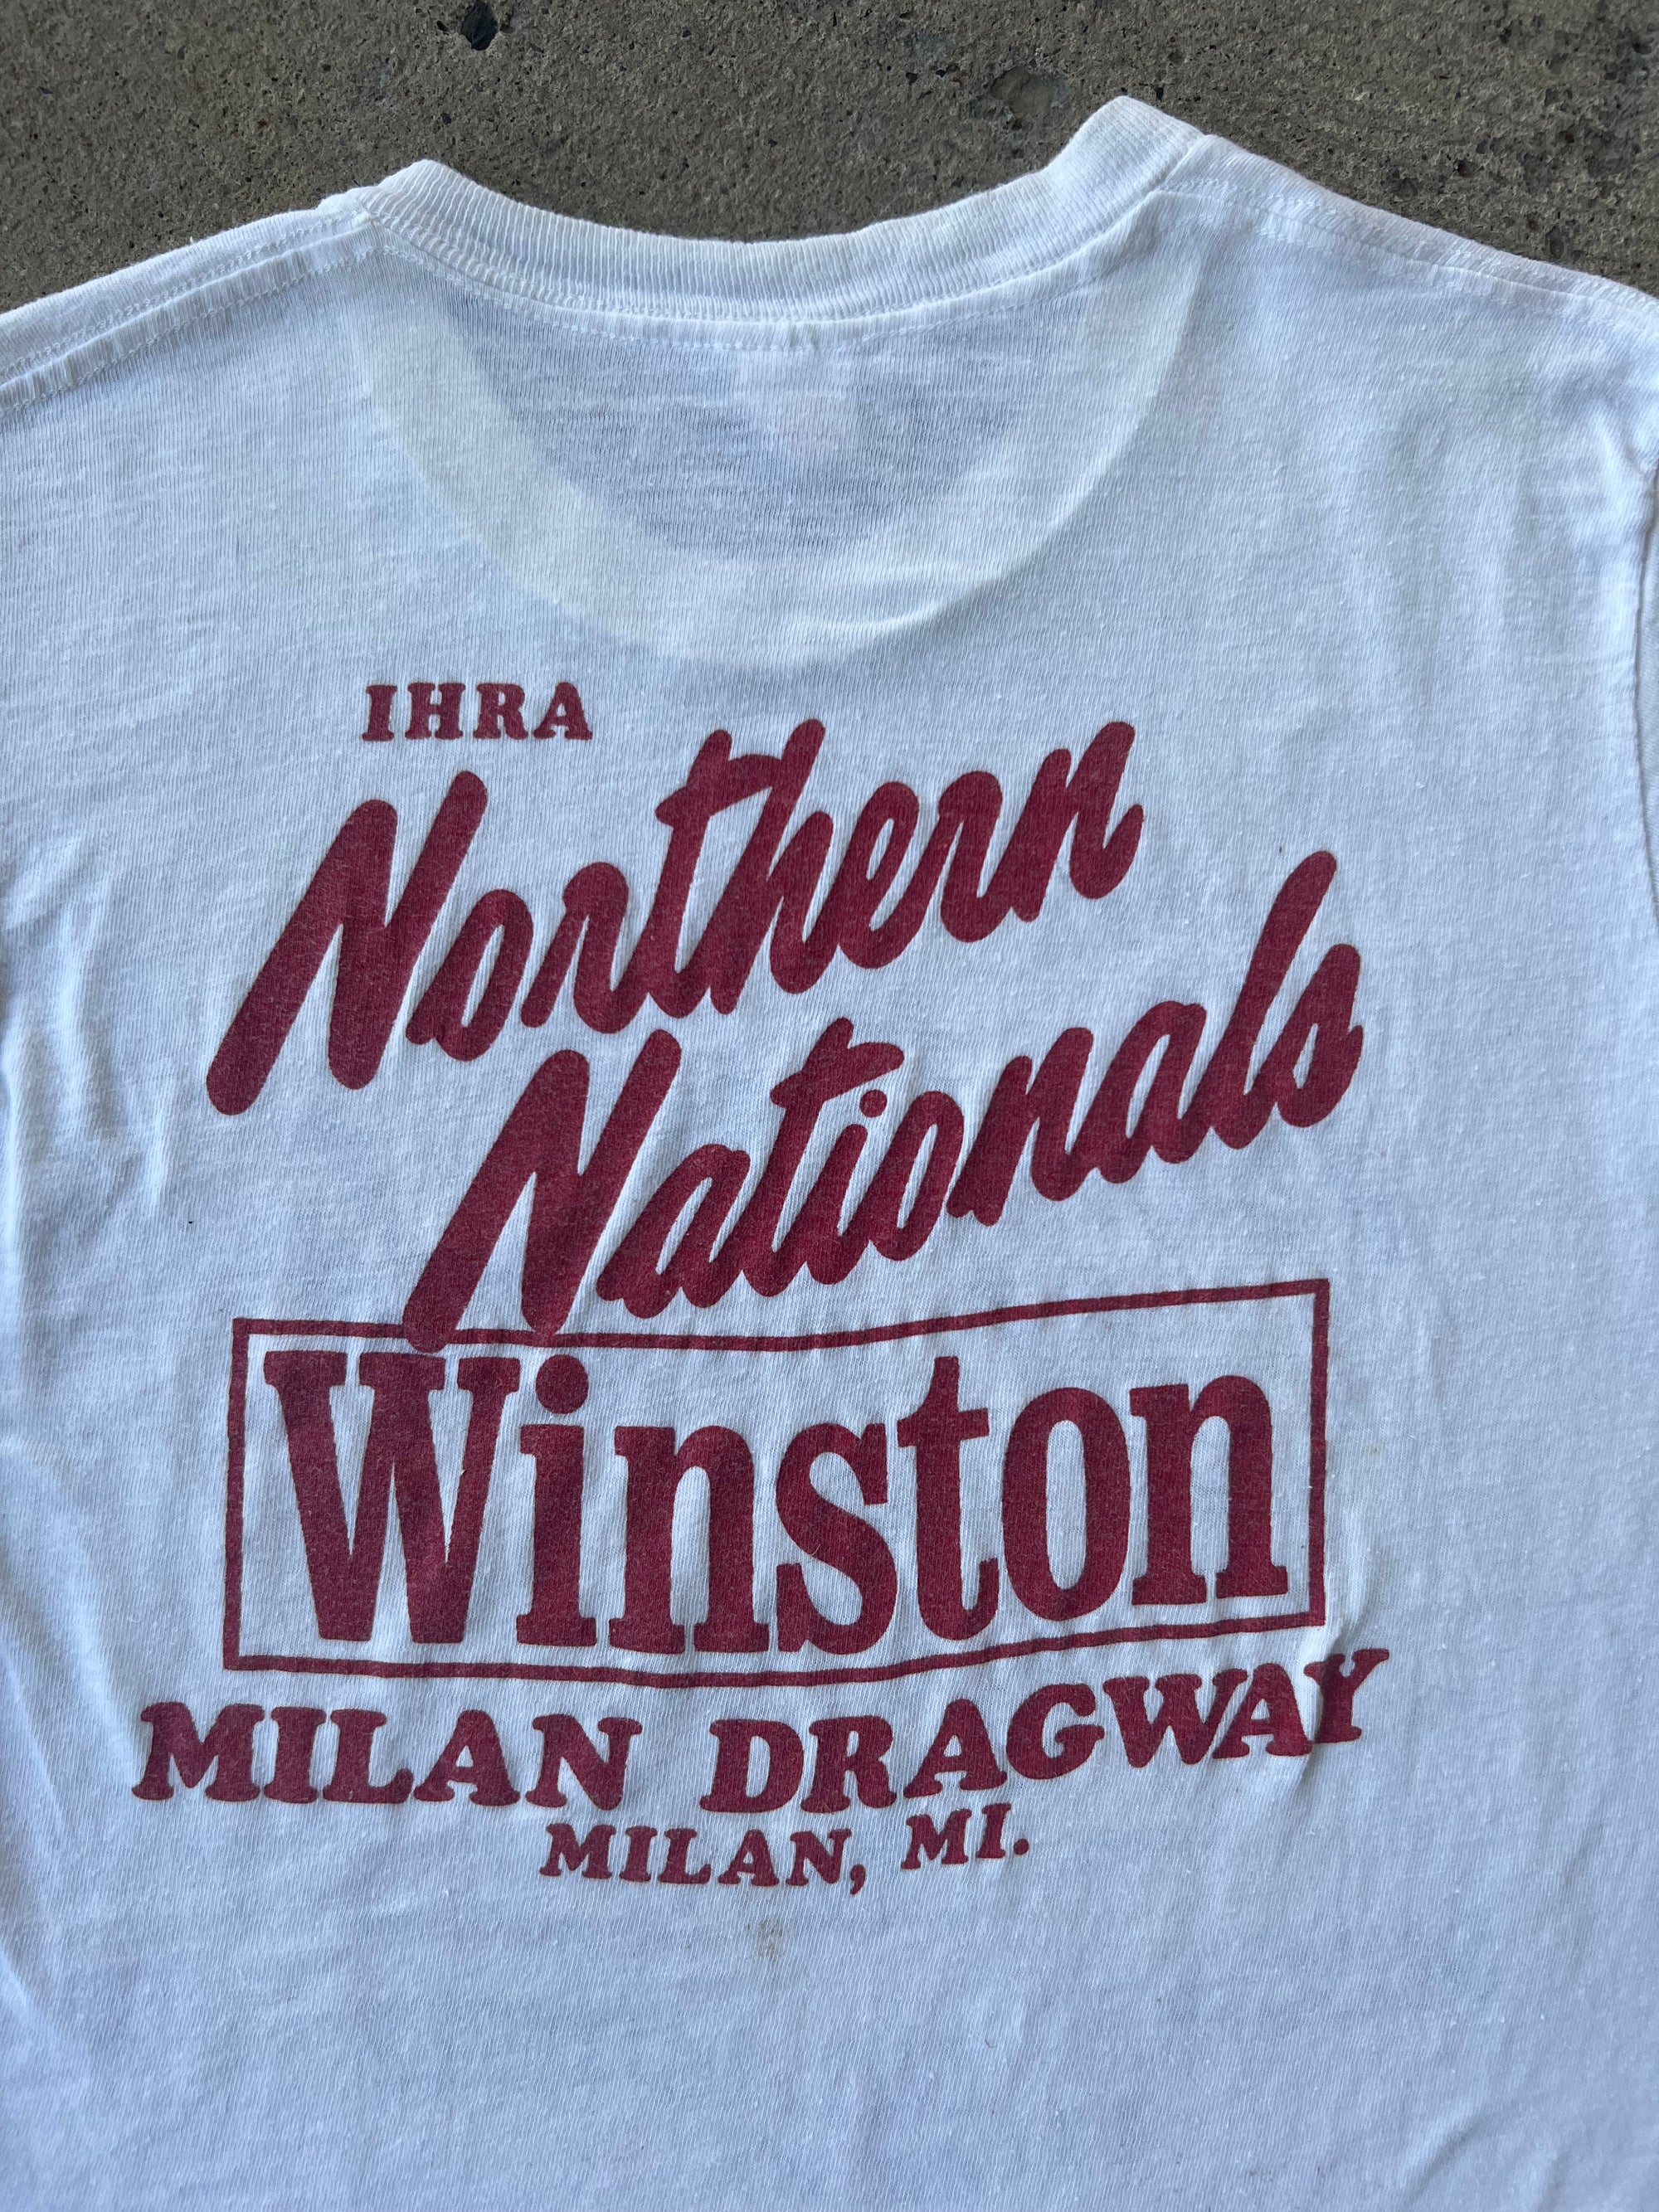 IHRA
Northern
Nationals
Winston
MILAN DRAGWAY
MILAN, MI.